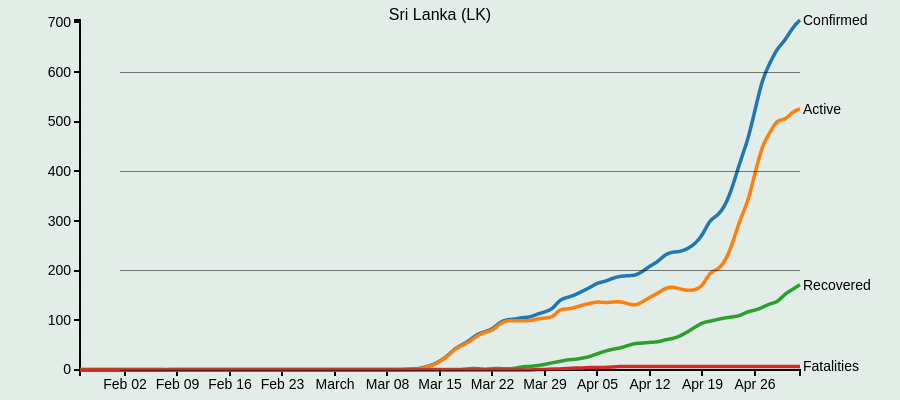 Sri Lanka (LK)
700
600
500
400
300
200
100
0
Confirmed
Active
Recovered
Fatalities
Feb 02 Feb 09 Feb 16 Feb 23 March Mar 08 Mar 15 Mar 22 Mar 29 Apr 05 Apr 12 Apr 19 Apr 26